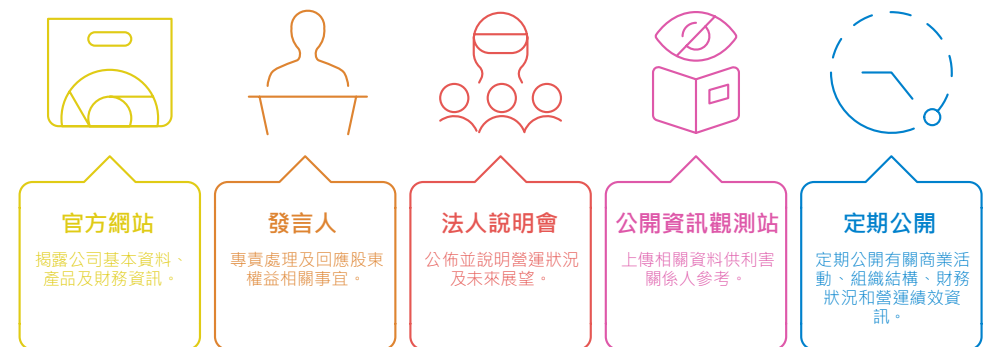 官方網站
揭露公司基本資料、
產品及財務資訊。
發言人
專責處理及回應股東
權益相關事宜。
法人說明會
公佈並說明營運狀況
及未來展望。
公開資訊觀測站
上傳相關資料供利害
關係人參考。
定期公開
定期公開有關商業活
動、組織結構、財務
狀況和營運績效資
訊。